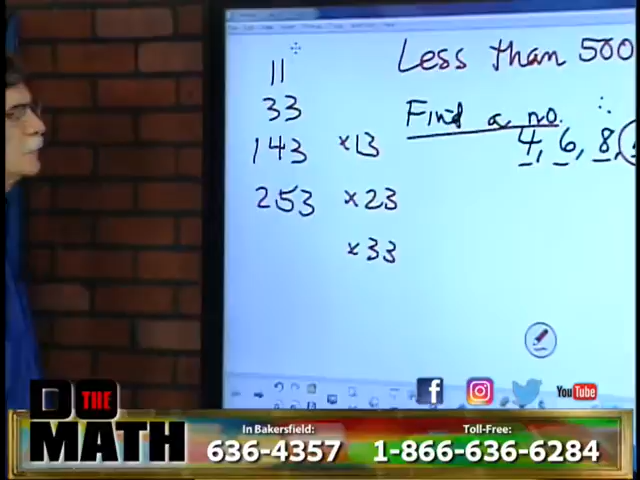 11
33
143 ×13
253 ×23
×33
Less than 500
Find a no. ∴
4, 6, 8,
DO THE MATH
In Bakersfield:
636-4357
Toll-Free:
1-866-636-6284
f
YouTube